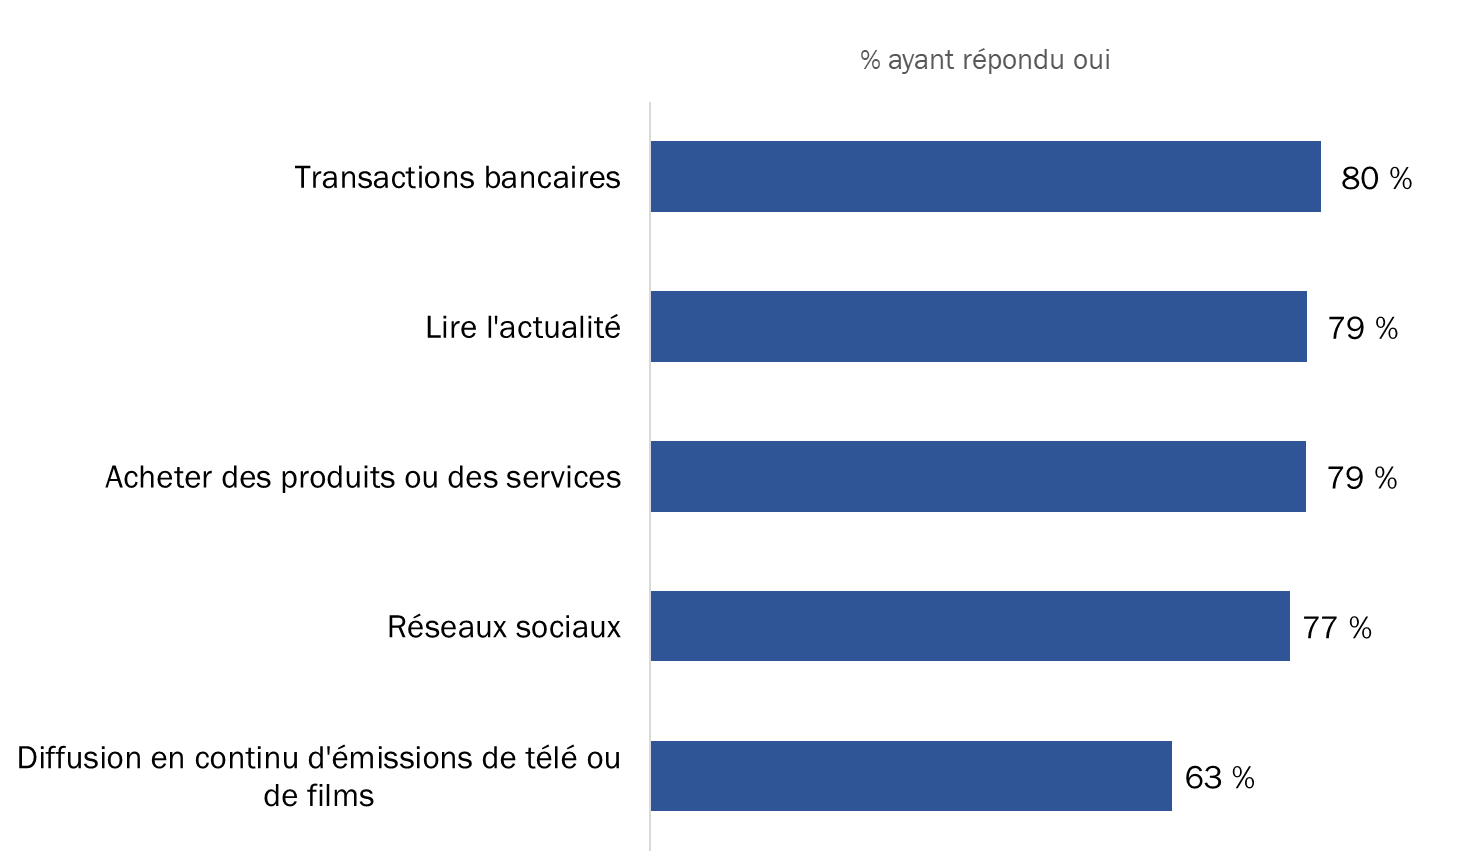 % ayant répondu oui
Transactions bancaires
80 %
Lire l'actualité
79 %
Acheter des produits ou des services
79 %
Réseaux sociaux
77 %
Diffusion en continu d'émissions de télé ou
de films
63 %